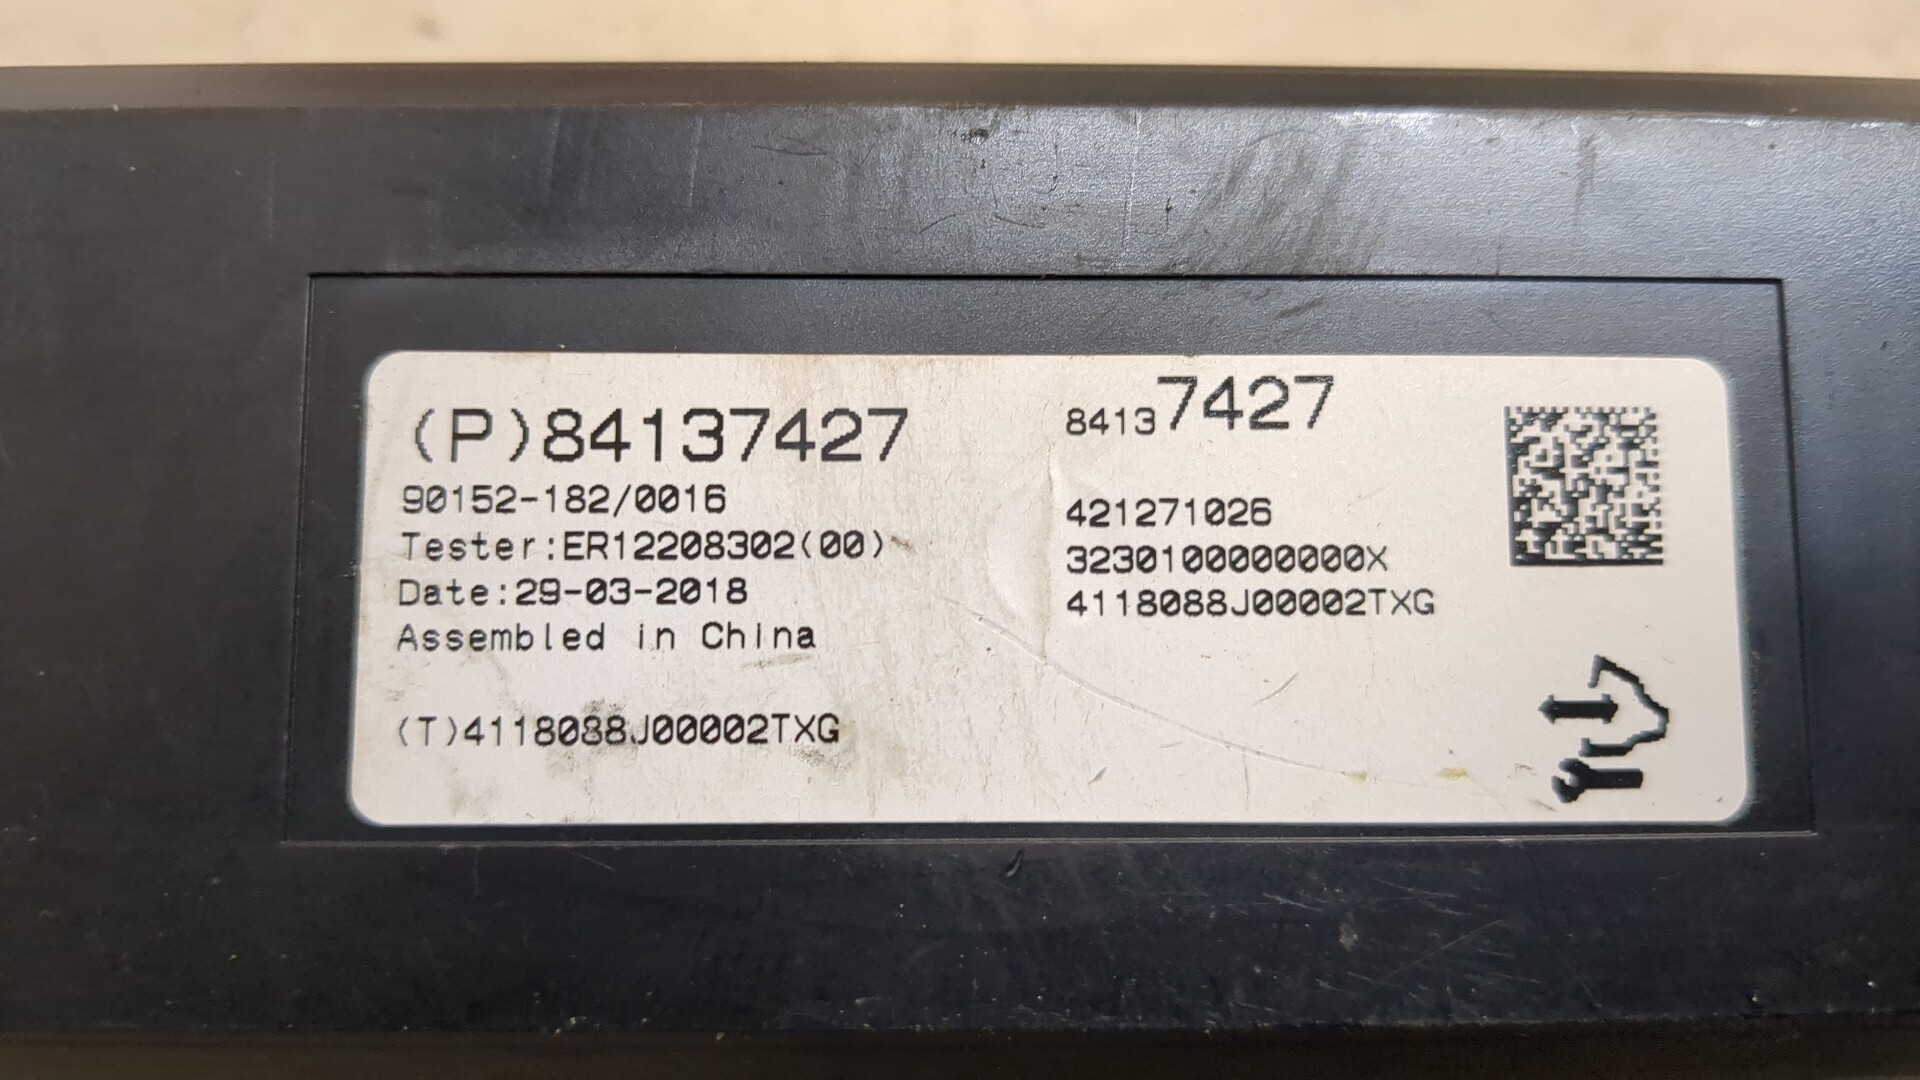 (P)84137427
90152-182/0016
Tester:ER12208302(00)
Date:29-03-2018
Assembled in China
(T)4118088J00002TXG
84137427
421271026
3230100000000X
4118088J00002TXG